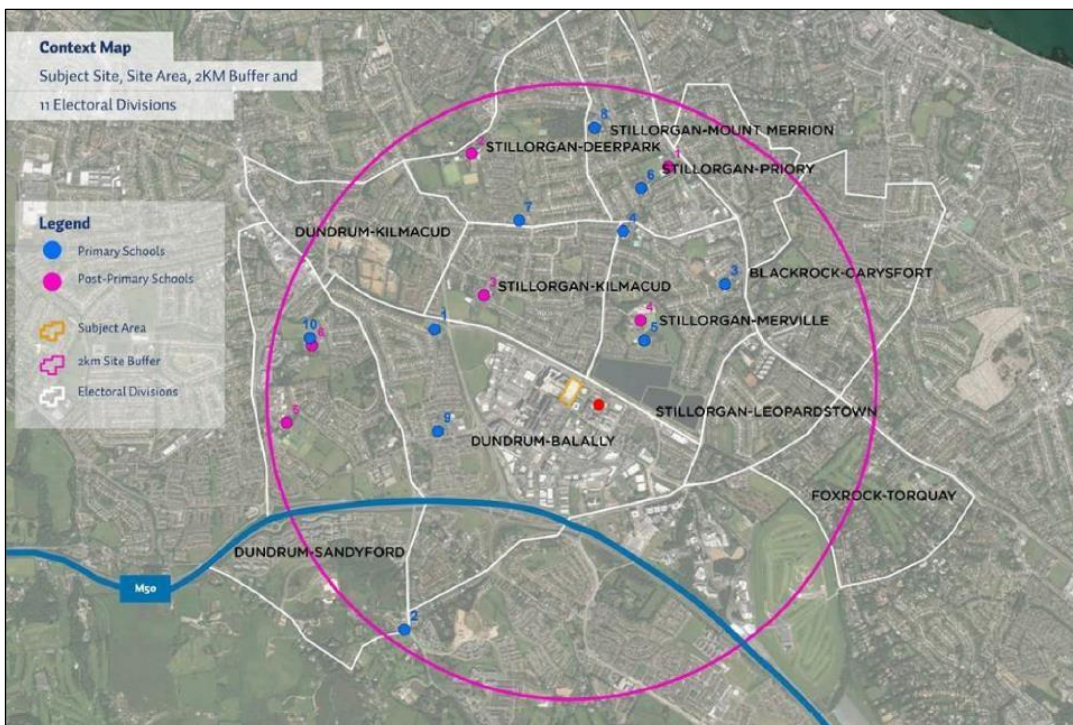 Context Map
Subject Site, Site Area, 2KM Buffer and
11 Electoral Divisions
8
STILLORGAN-MOUNT MERRION
STILLORGAN-DEERPARK
1
STILLORGAN-PRIORY
6
7
4
Legend
Primary Schools
Post-Primary Schools
Subject Area
2km Site Buffer
Electoral Divisions
DUNDRUM-KILMACUD
3
STILLORGAN-KILMACUD
3
BLACKROCK-CARYSFORT
4
STILLORGAN-MERVILLE
5
1
10
6
5
9
DUNDRUM-BALALLY
STILLORGAN-LEOPARDSTOWN
FOXROCK-TORQUAY
DUNDRUM-SANDYFORD
M50
2